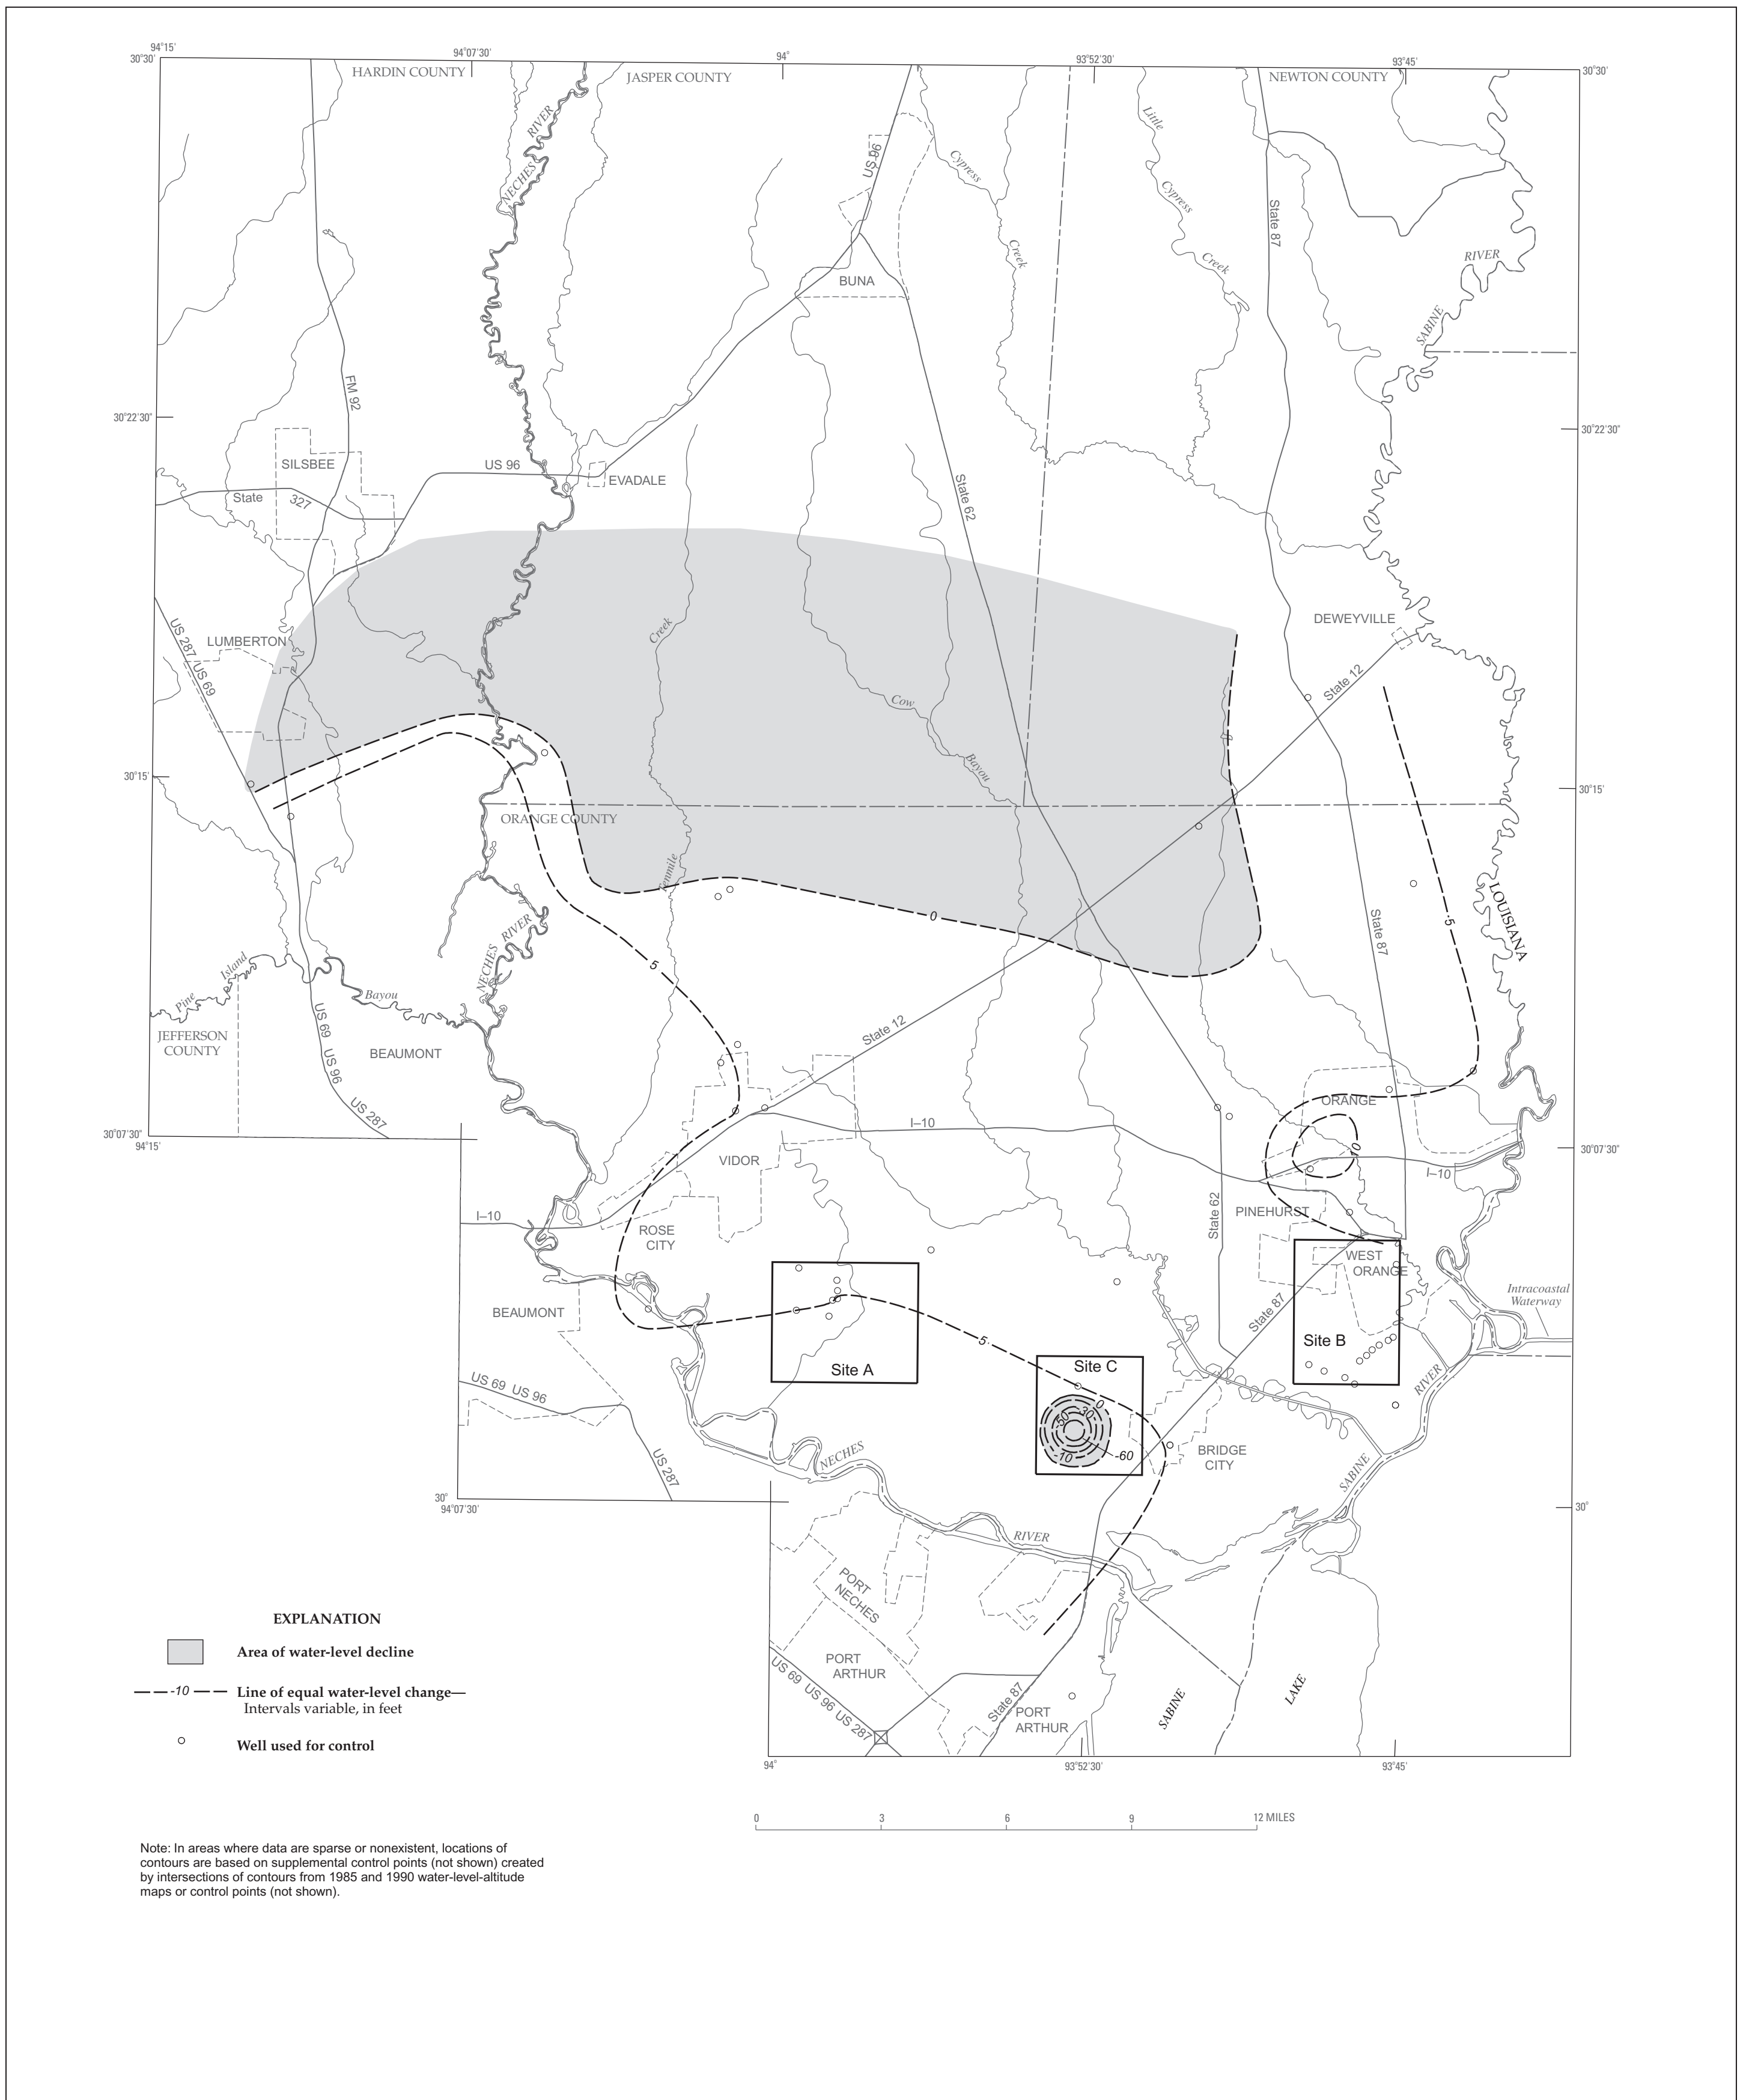 94°15'
94°07'30"
94°
93°52'30"
93°45'
30°30'
30°30'
HARDIN COUNTY
JASPER COUNTY
NEWTON COUNTY
NECHES RIVER
US 96
Cypress
Creek
Little
Cypress
Creek
State 87
SABINE RIVER
BUNA
FM 92
30°22'30"
30°22'30"
SILSBEE
State 327
US 96
EVADALE
State 62
US 287 US 69
LUMBERTON
Creek
DEWEYVILLE
State 12
Cow
Bayou
30°15'
30°15'
ORANGE COUNTY
Tenmile
0
5
5
LOUISIANA
State 87
NECHES RIVER
Pine Island
Bayou
JEFFERSON
COUNTY
US 69 US 96
BEAUMONT
US 287
State 12
30°07'30"
94°15'
30°07'30"
ORANGE
0
I–10
I–10
VIDOR
I–10
ROSE
CITY
State 62
PINEHURST
WEST
ORANGE
BEAUMONT
Intracoastal
Waterway
State 87
5
Site A
Site B
Site C
0
-30
-50
-10
-60
US 69 US 96
US 287
RIVER
BRIDGE
CITY
NECHES
SABINE
30°
94°07'30"
30°
RIVER
PORT
NECHES
PORT
ARTHUR
US 69 US 96 US 287
State 87
PORT
ARTHUR
SABINE
LAKE
94°
93°52'30"
93°45'
EXPLANATION
Area of water-level decline
-10
Line of equal water-level change—
Intervals variable, in feet
Well used for control
0 3 6 9 12 MILES
Note: In areas where data are sparse or nonexistent, locations of
contours are based on supplemental control points (not shown) created
by intersections of contours from 1985 and 1990 water-level-altitude
maps or control points (not shown).